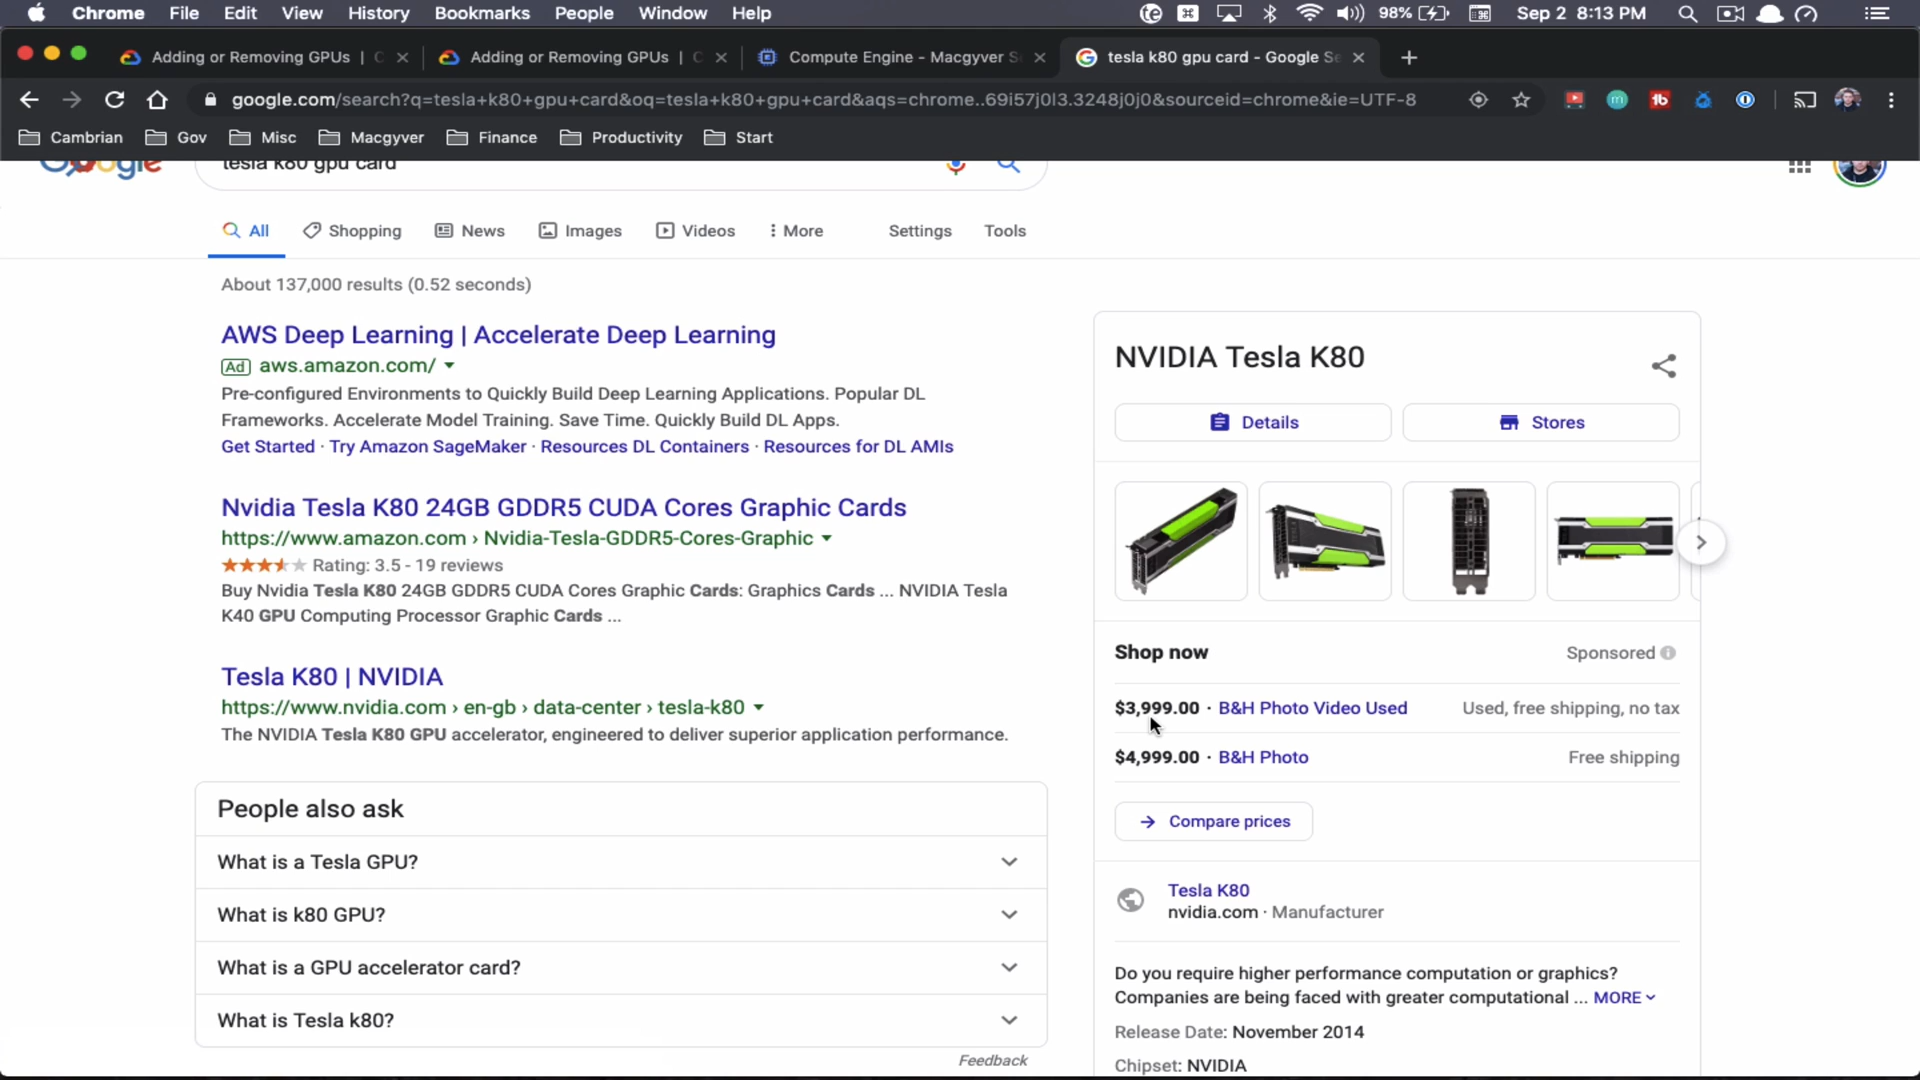 Chrome File Edit View History Bookmarks People Window Help 98% Sep 2 8:13 PM
Adding or Removing GPUs | C Adding or Removing GPUs | C Compute Engine - Macgyver S tesla k80 gpu card - Google Se
google.com/search?q=tesla+k80+gpu+card&oq=tesla+k80+gpu+card&aqs=chrome..69i57j0l3.3248j0j0&sourceid=chrome&ie=UTF-8
Cambrian Gov Misc Macgyver Finance Productivity Start
Google tesla k80 gpu card
All Shopping News Images Videos More Settings Tools
About 137,000 results (0.52 seconds)
AWS Deep Learning | Accelerate Deep Learning
Ad aws.amazon.com/
Pre-configured Environments to Quickly Build Deep Learning Applications. Popular DL
Frameworks. Accelerate Model Training. Save Time. Quickly Build DL Apps.
Get Started · Try Amazon SageMaker · Resources DL Containers · Resources for DL AMIs
Nvidia Tesla K80 24GB GDDR5 CUDA Cores Graphic Cards
https://www.amazon.com › Nvidia-Tesla-GDDR5-Cores-Graphic
Rating: 3.5 - 19 reviews
Buy Nvidia Tesla K80 24GB GDDR5 CUDA Cores Graphic Cards: Graphics Cards ... NVIDIA Tesla
K40 GPU Computing Processor Graphic Cards ...
Tesla K80 | NVIDIA
https://www.nvidia.com › en-gb › data-center › tesla-k80
The NVIDIA Tesla K80 GPU accelerator, engineered to deliver superior application performance.
People also ask
What is a Tesla GPU?
What is k80 GPU?
What is a GPU accelerator card?
What is Tesla k80?
Feedback
NVIDIA Tesla K80
Details Stores
Shop now Sponsored
$3,999.00 · B&H Photo Video Used Used, free shipping, no tax
$4,999.00 · B&H Photo Free shipping
Compare prices
Tesla K80
nvidia.com · Manufacturer
Do you require higher performance computation or graphics?
Companies are being faced with greater computational ... MORE
Release Date: November 2014
Chipset: NVIDIA